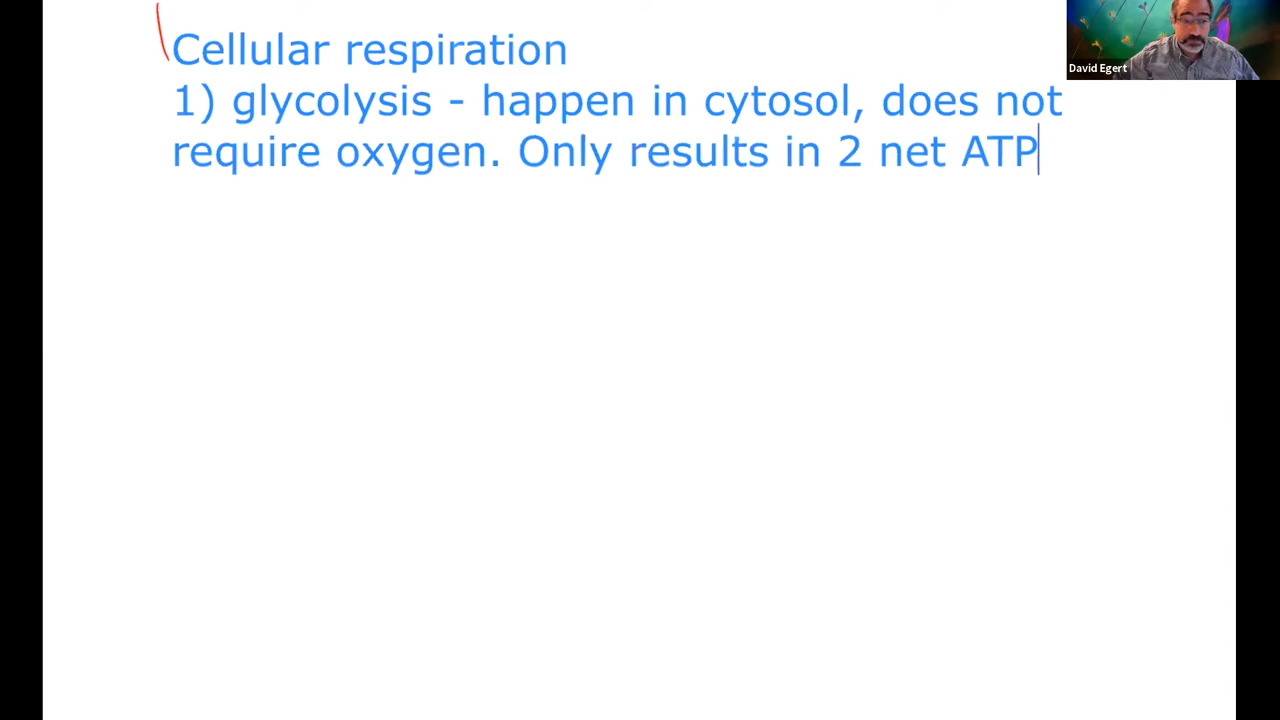 Cellular respiration
1) glycolysis - happen in cytosol, does not
require oxygen. Only results in 2 net ATP
David Egert